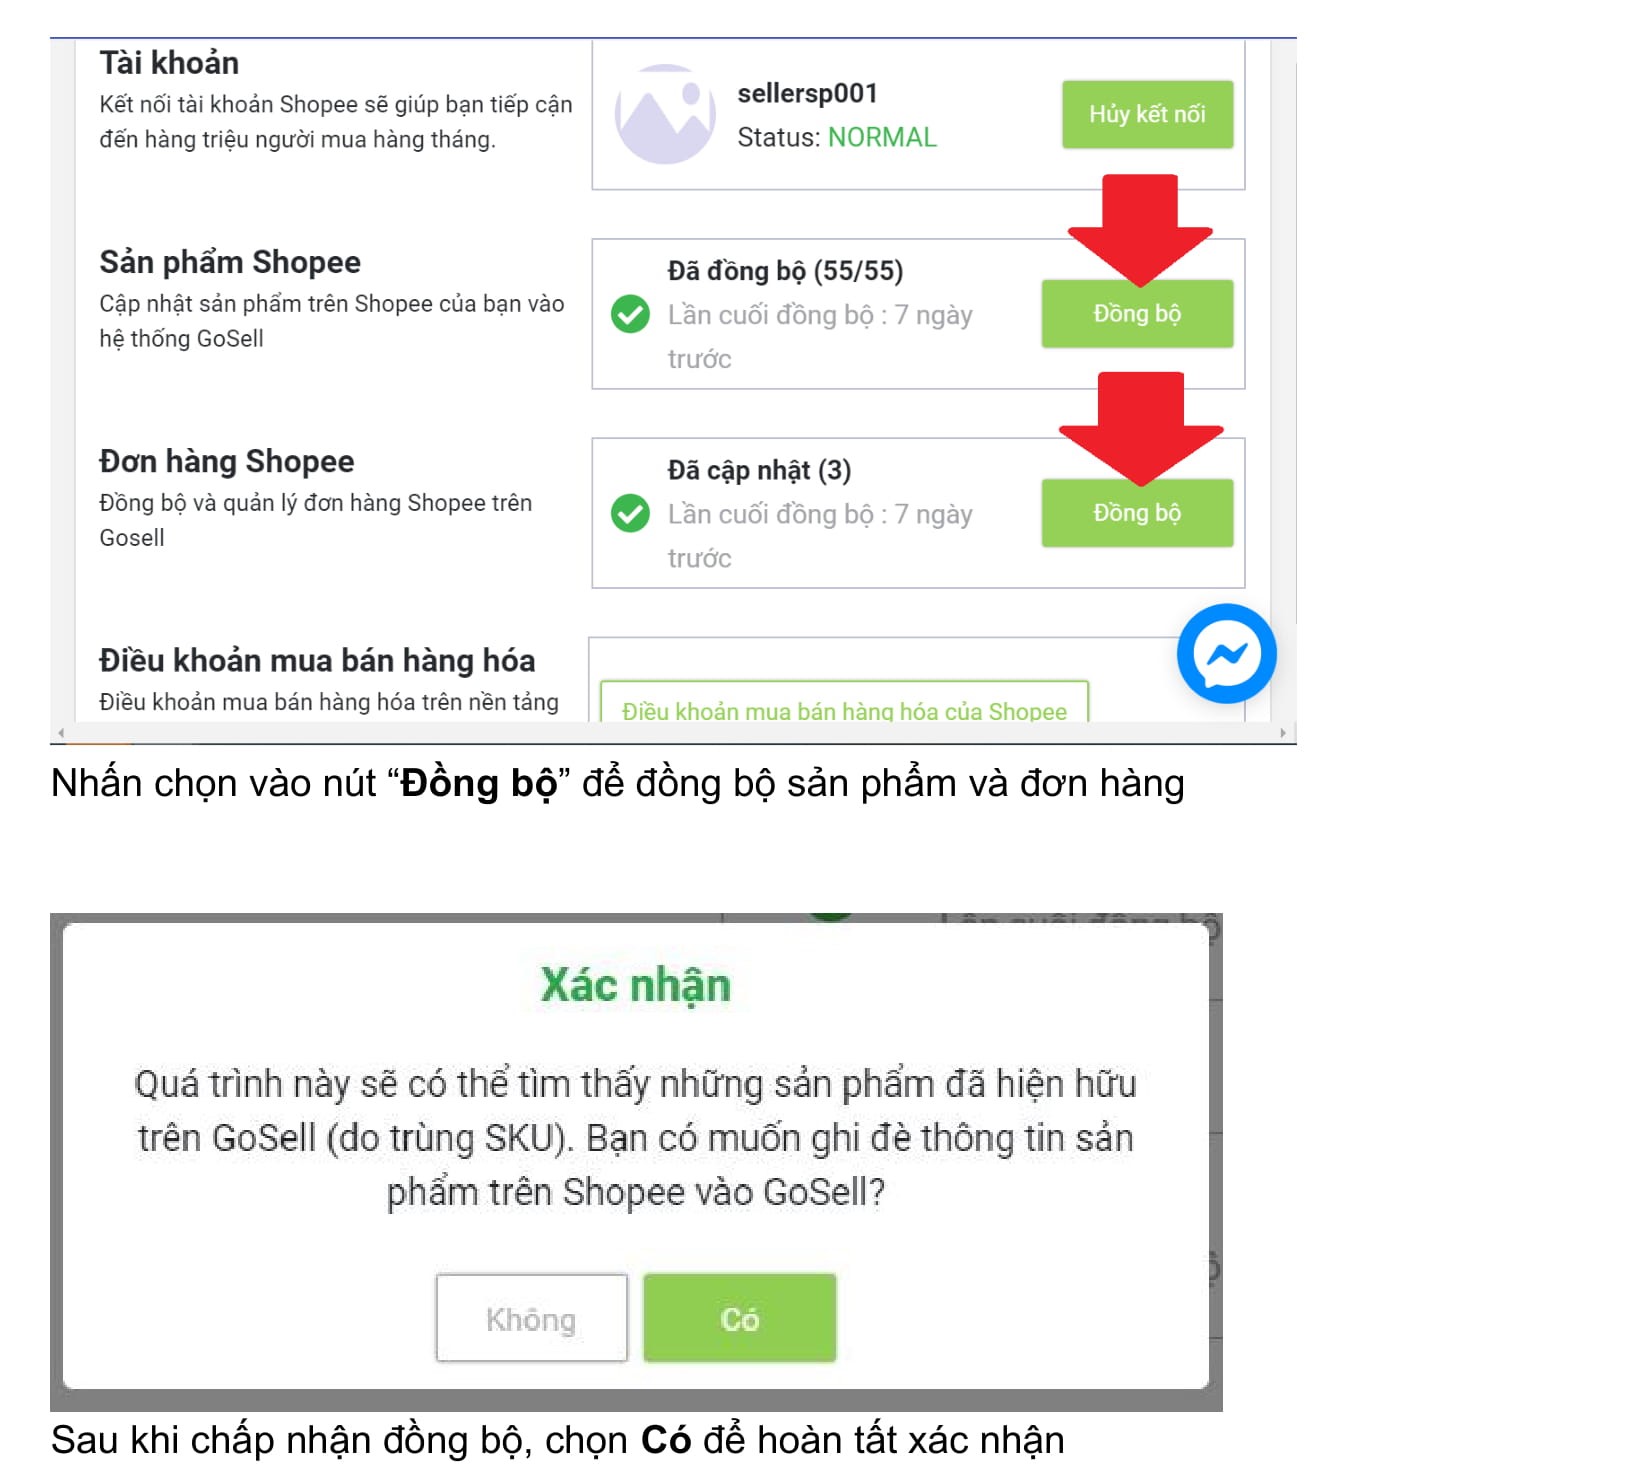 Tài khoản
Kết nối tài khoản Shopee sẽ giúp bạn tiếp cận
đến hàng triệu người mua hàng tháng.
sellersp001
Status: NORMAL
Hủy kết nối
Sản phẩm Shopee
Cập nhật sản phẩm trên Shopee của bạn vào
hệ thống GoSell
Đã đồng bộ (55/55)
Lần cuối đồng bộ : 7 ngày
trước
Đồng bộ
Đơn hàng Shopee
Đồng bộ và quản lý đơn hàng Shopee trên
Gosell
Đã cập nhật (3)
Lần cuối đồng bộ : 7 ngày
trước
Đồng bộ
Điều khoản mua bán hàng hóa
Điều khoản mua bán hàng hóa trên nền tảng
Điều khoản mua bán hàng hóa của Shopee
Nhấn chọn vào nút “Đồng bộ” để đồng bộ sản phẩm và đơn hàng
Lần cuối đồng bộ
Xác nhận
Quá trình này sẽ có thể tìm thấy những sản phẩm đã hiện hữu
trên GoSell (do trùng SKU). Bạn có muốn ghi đè thông tin sản
phẩm trên Shopee vào GoSell?
Không
Có
Sau khi chấp nhận đồng bộ, chọn Có để hoàn tất xác nhận